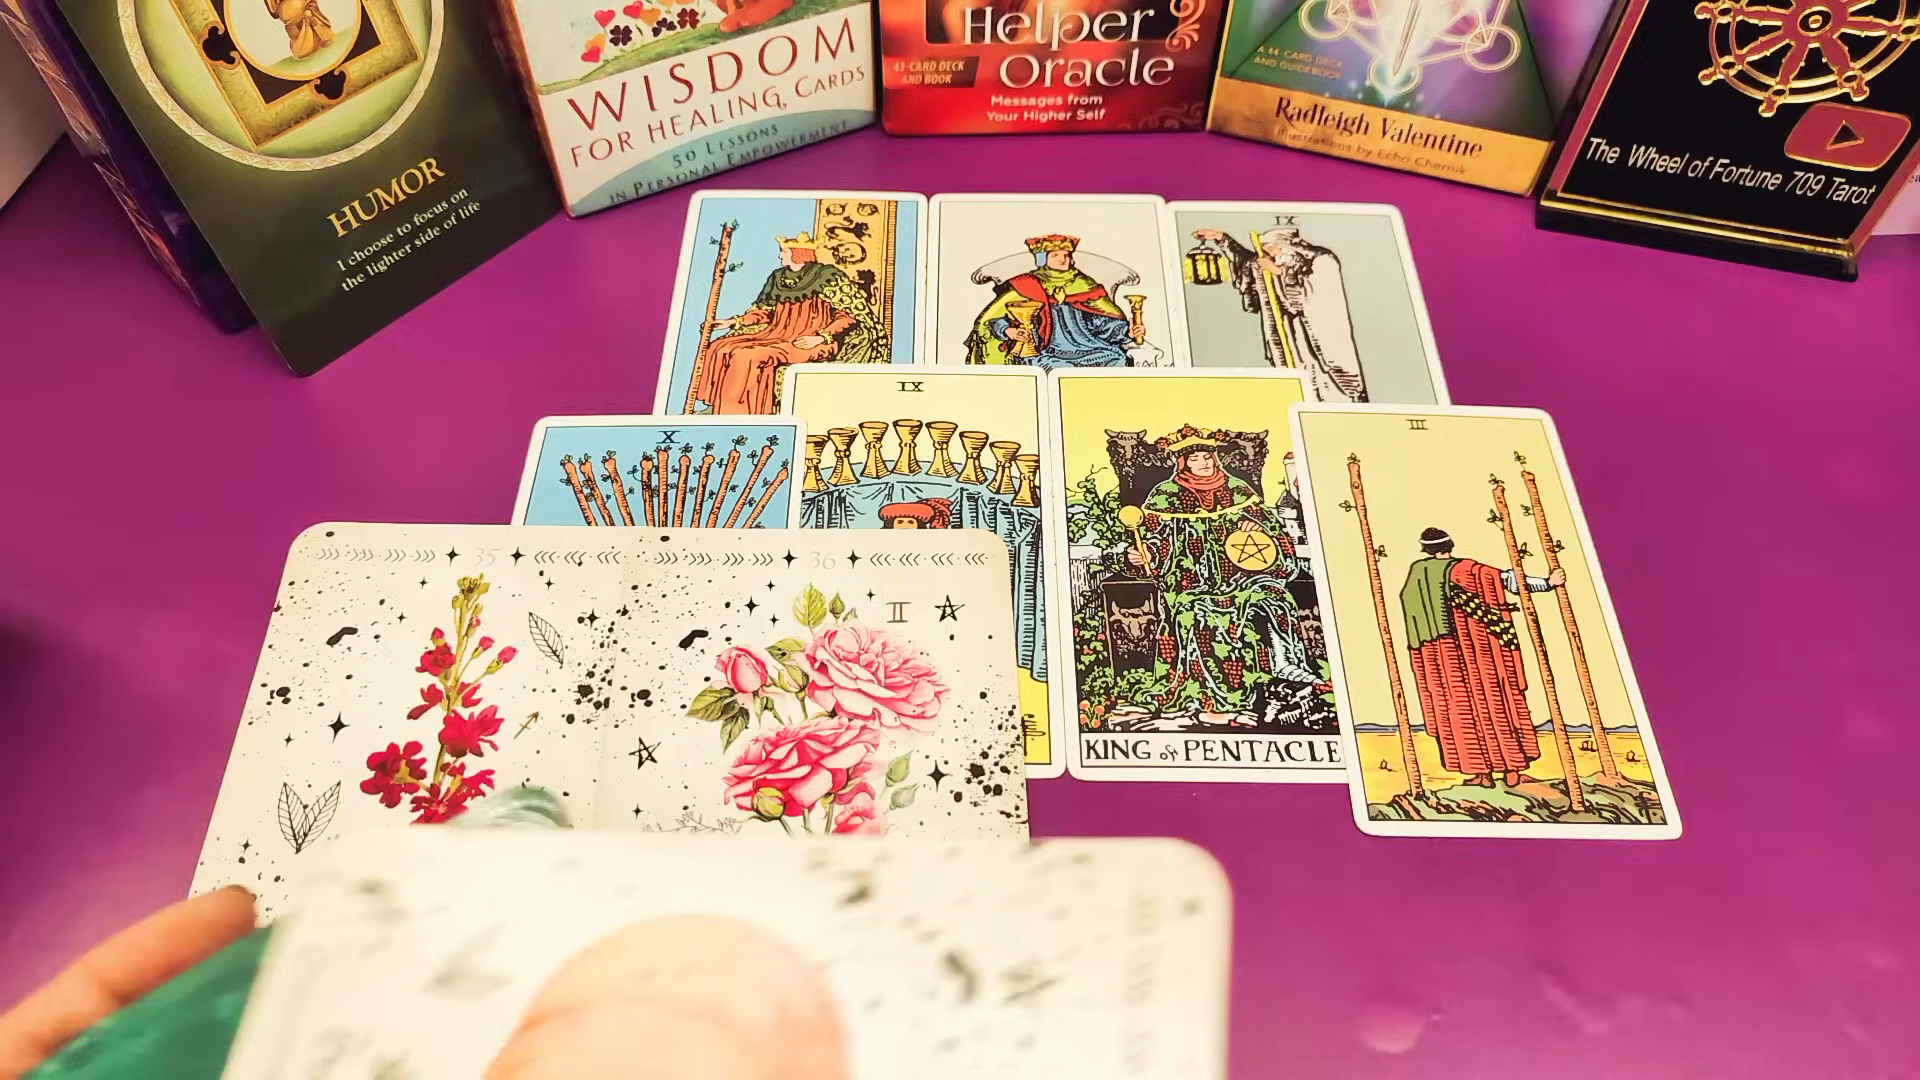 HUMOR
I choose to focus on
the lighter side of life
WISDOM
FOR HEALING, CARDS
50 LESSONS
IN PERSONAL EMPOWERMENT
Helper
Oracle
43-CARD DECK
AND BOOK
Messages from
Your Higher Self
A 44-CARD DECK
AND GUIDEBOOK
Radleigh Valentine
Illustrations by Echo Chernik
The Wheel of Fortune 709 Tarot
IX
IX
X
III
KING of PENTACLE
35
36
II